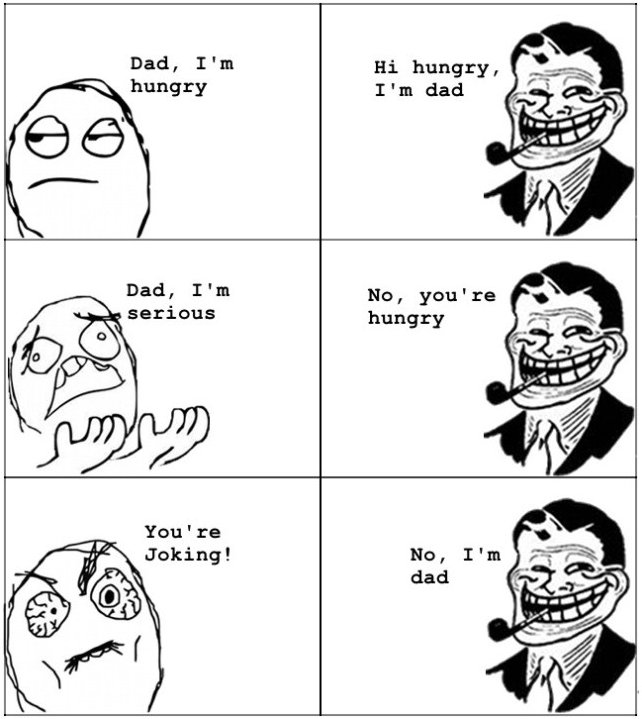 Dad, I'm
hungry
Hi hungry,
I'm dad
Dad, I'm
serious
No, you're
hungry
You're
Joking!
No, I'm
dad